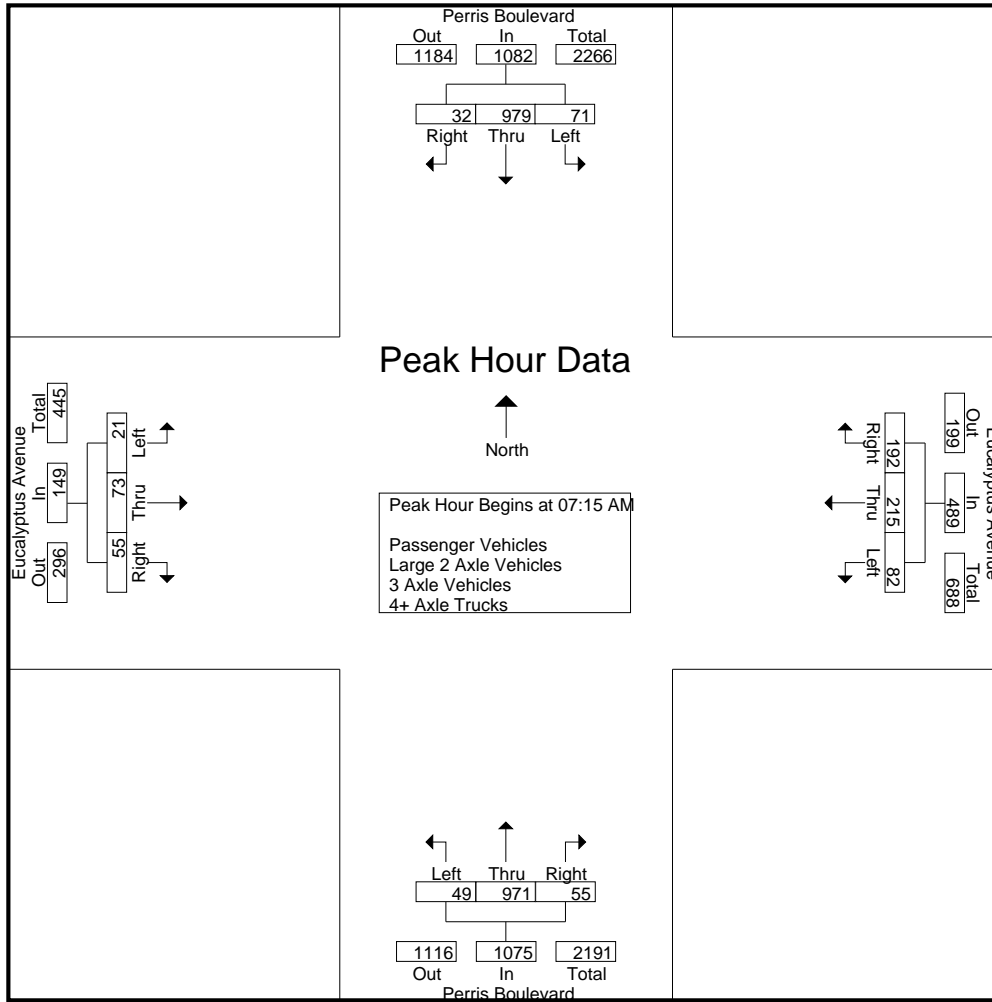 Perris Boulevard
Out In Total
1184 1082 2266
32 979 71
Right Thru Left
Peak Hour Data
North
Peak Hour Begins at 07:15 AM
Passenger Vehicles
Large 2 Axle Vehicles
3 Axle Vehicles
4+ Axle Trucks
Eucalyptus Avenue
Out In Total
296 149 445
21 73 55
Left Thru Right
Eucalyptus Avenue
Out In Total
199 489 688
192 215 82
Right Thru Left
Left Thru Right
49 971 55
1116 1075 2191
Out In Total
Perris Boulevard